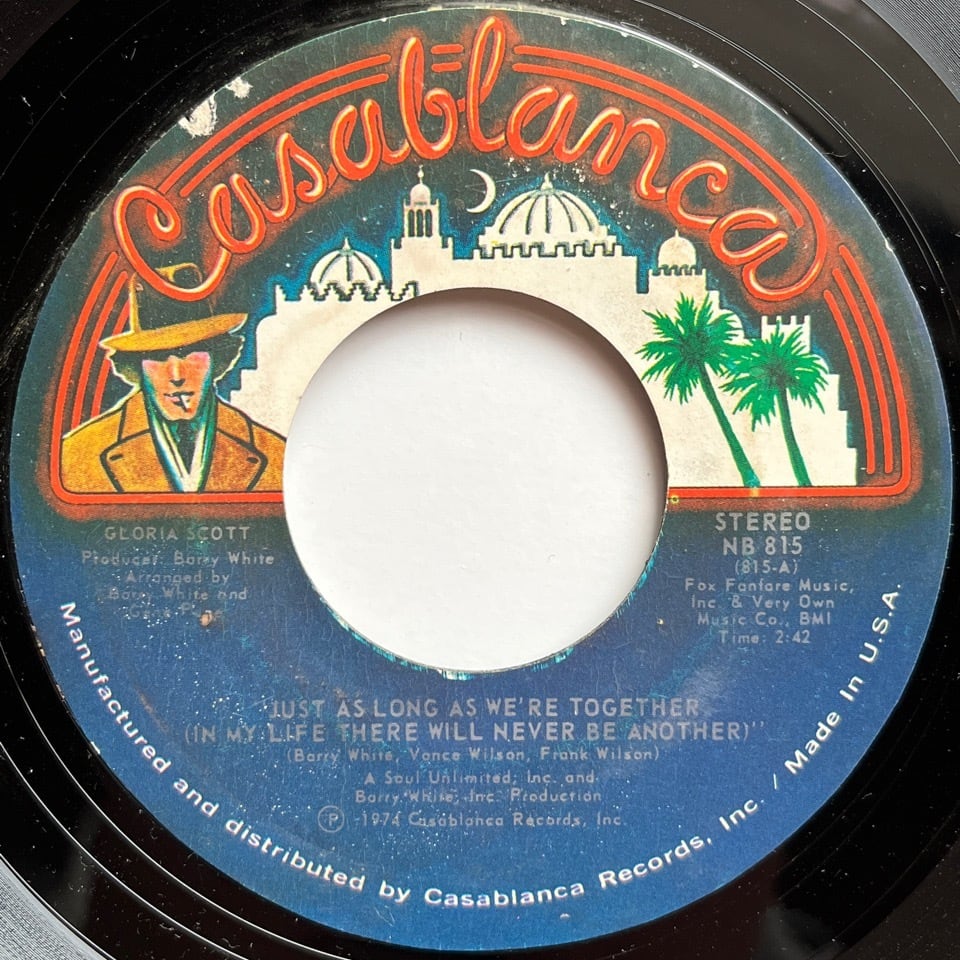 Casablanca
GLORIA SCOTT
Producer: Barry White
Arranged by
Barry White and
Gene Page
STEREO
NB 815
(815-A)
Fox Fanfare Music,
Inc. & Very Own
Music Co., BMI
Time: 2:42
JUST AS LONG AS WE'RE TOGETHER
(IN MY LIFE THERE WILL NEVER BE ANOTHER)"
(Barry White, Vance Wilson, Frank Wilson)
A Soul Unlimited, Inc. and
Barry White, Inc. Production
Ⓟ 1974 Casablanca Records, Inc.
Manufactured and distributed by Casablanca Records, Inc. / Made In U.S.A.